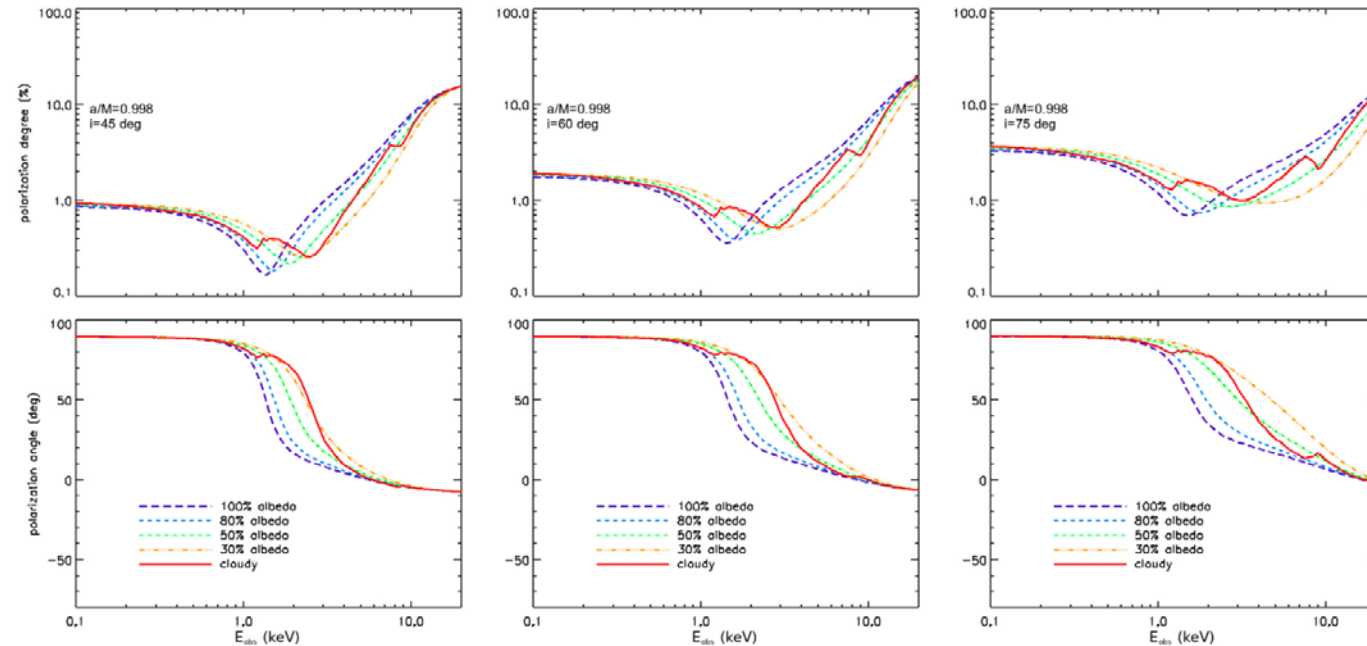 100.0
10.0
1.0
0.1
polarization degree (%)
a/M=0.998
i=45 deg
100.0
10.0
1.0
0.1
a/M=0.998
i=60 deg
100.0
10.0
1.0
0.1
a/M=0.998
i=75 deg
100
50
0
−50
polarization angle (deg)
100% albedo
80% albedo
50% albedo
30% albedo
cloudy
0.1 1.0 10.0
E_obs (keV)
100
50
0
−50
100% albedo
80% albedo
50% albedo
30% albedo
cloudy
0.1 1.0 10.0
E_obs (keV)
100
50
0
−50
100% albedo
80% albedo
50% albedo
30% albedo
cloudy
0.1 1.0 10.0
E_obs (keV)